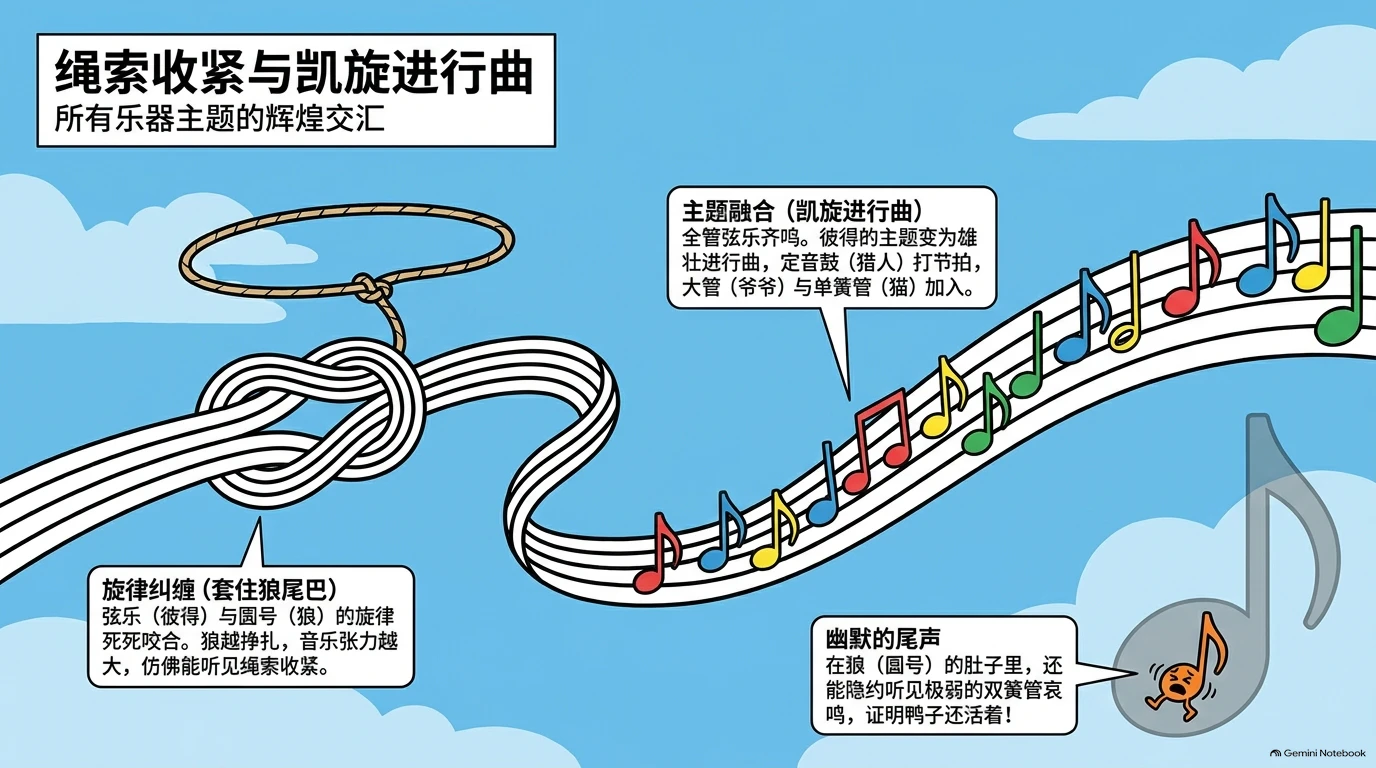 绳索收紧与凯旋进行曲
所有乐器主题的辉煌交汇
主题融合（凯旋进行曲）
全管弦乐齐鸣。彼得的主题变为雄
壮进行曲，定音鼓（猎人）打节拍，
大管（爷爷）与单簧管（猫）加入。
旋律纠缠（套住狼尾巴）
弦乐（彼得）与圆号（狼）的旋律
死死咬合。狼越挣扎，音乐张力越
大，仿佛能听见绳索收紧。
幽默的尾声
在狼（圆号）的肚子里，还
能隐约听见极弱的双簧管哀
鸣，证明鸭子还活着！
Gemini Notebook